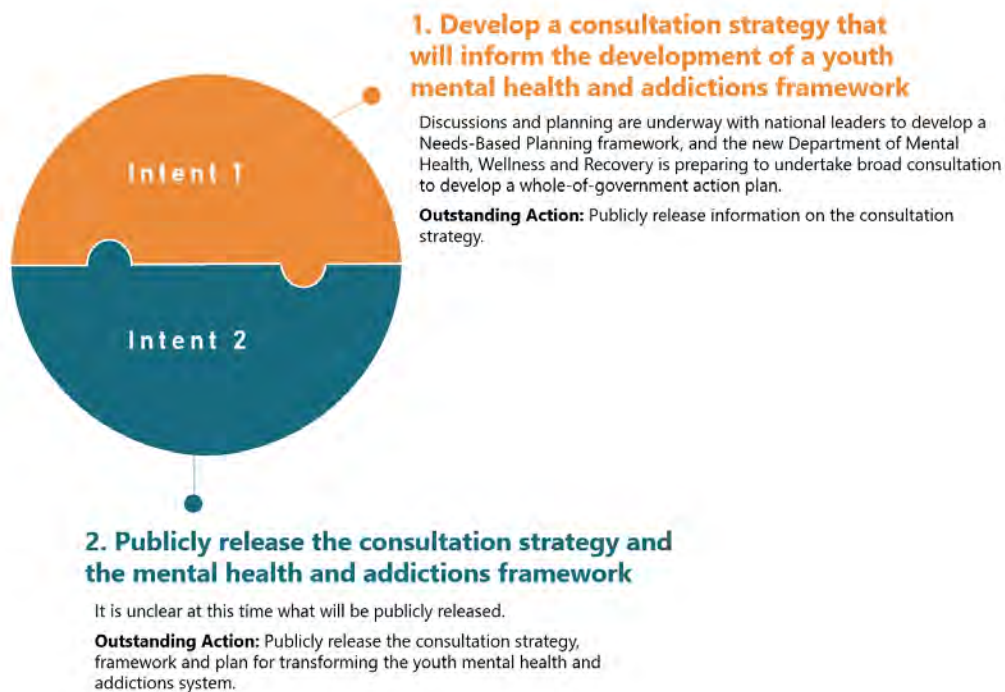 1. Develop a consultation strategy that
will inform the development of a youth
mental health and addictions framework
Discussions and planning are underway with national leaders to develop a
Needs-Based Planning framework, and the new Department of Mental
Health, Wellness and Recovery is preparing to undertake broad consultation
to develop a whole-of-government action plan.
Outstanding Action: Publicly release information on the consultation
strategy.
Intent 1
Intent 2
2. Publicly release the consultation strategy and
the mental health and addictions framework
It is unclear at this time what will be publicly released.
Outstanding Action: Publicly release the consultation strategy,
framework and plan for transforming the youth mental health and
addictions system.